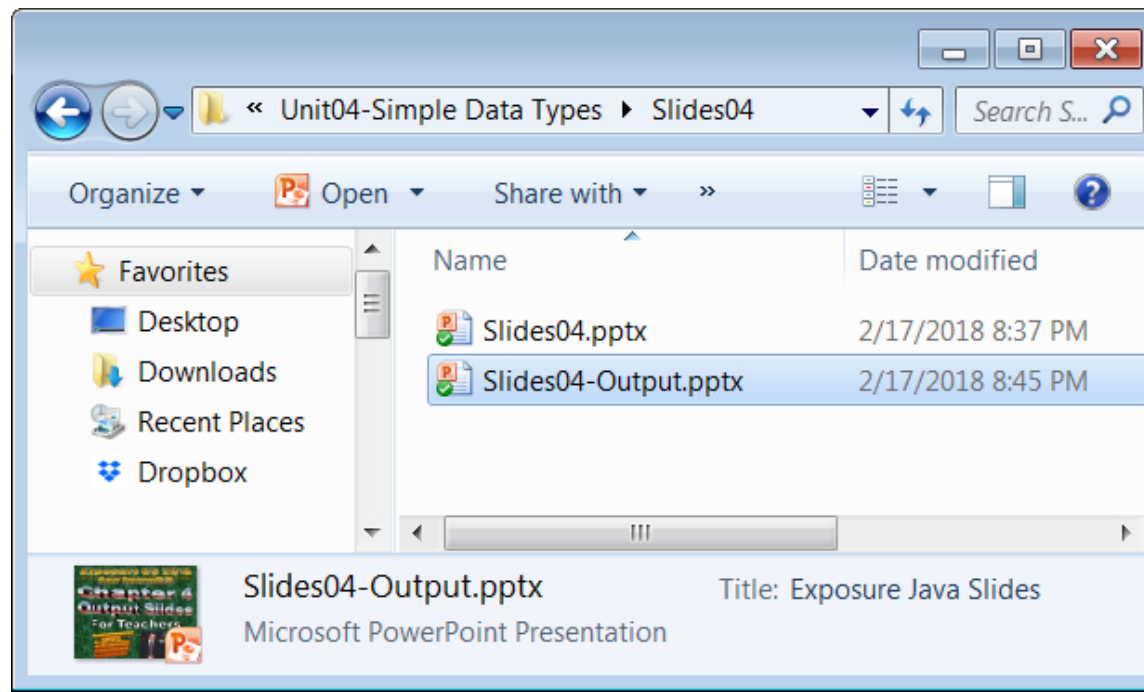 « Unit04-Simple Data Types Slides04 Search S...
Organize Open Share with »
Name Date modified
Favorites
Desktop
Downloads
Recent Places
Dropbox
Slides04.pptx 2/17/2018 8:37 PM
Slides04-Output.pptx 2/17/2018 8:45 PM
Chapter 4
Output Slides
For Teachers
Slides04-Output.pptx Title: Exposure Java Slides
Microsoft PowerPoint Presentation